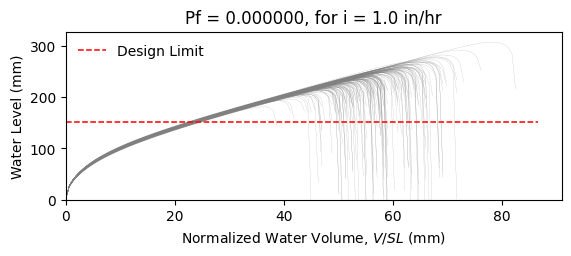 Pf = 0.000000, for i = 1.0 in/hr
Design Limit
Water Level (mm)
300
200
100
0
0 20 40 60 80
Normalized Water Volume, V/SL (mm)